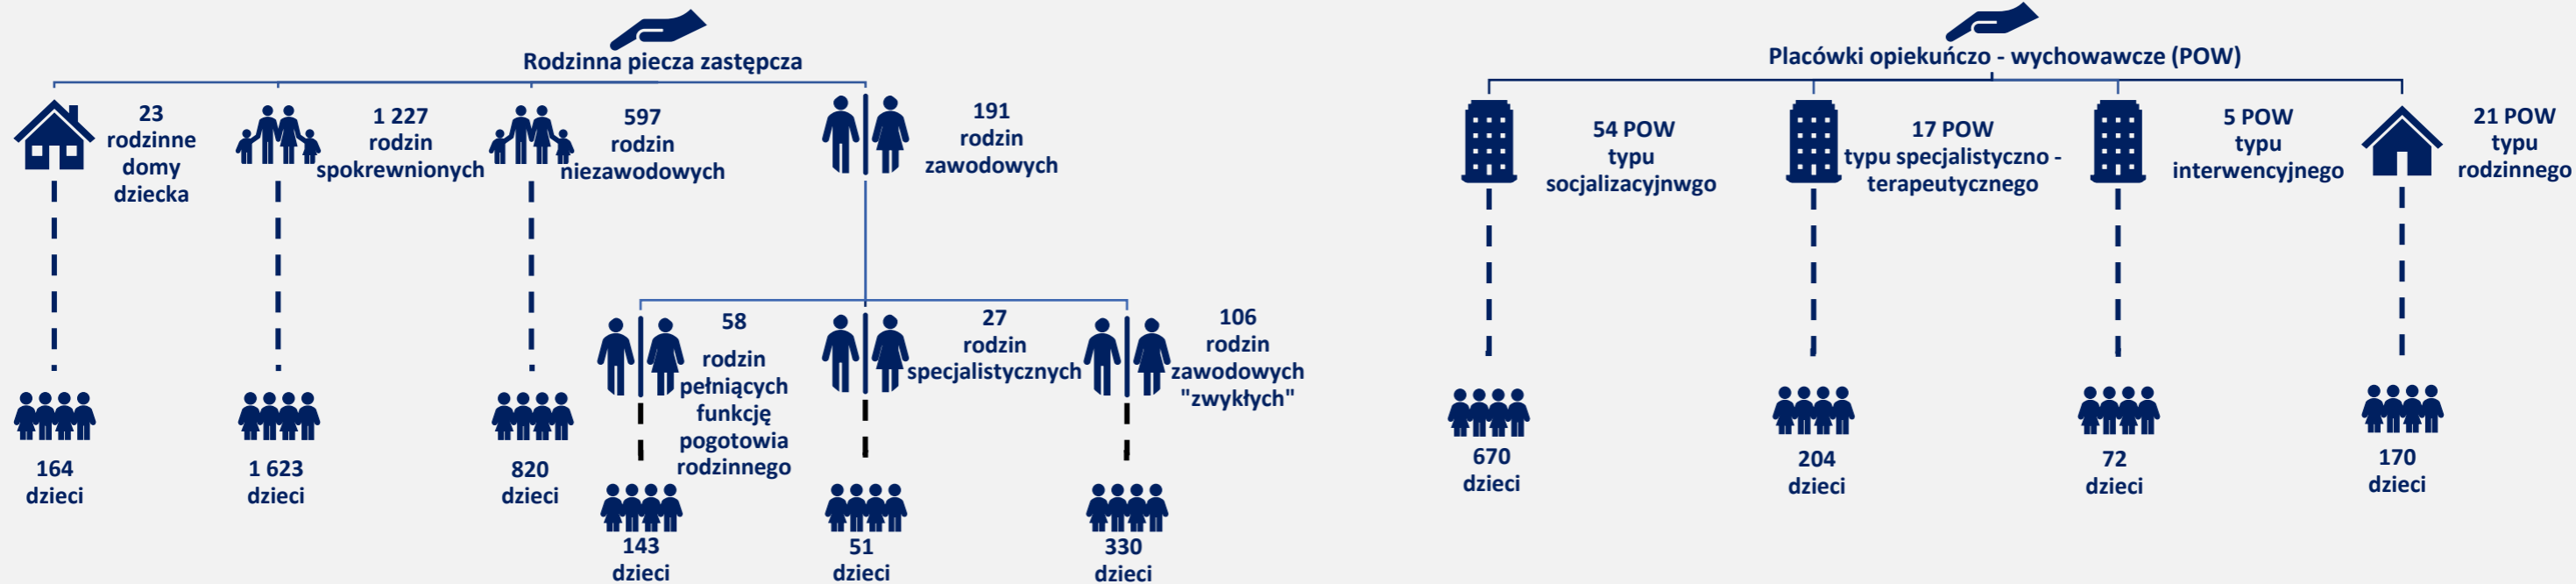 Rodzinna piecza zastępcza
23
rodzinne
domy
dziecka
1 227
rodzin
spokrewnionych
597
rodzin
niezawodowych
191
rodzin
zawodowych
58
rodzin
pełniących
funkcję
pogotowia
rodzinnego
27
rodzin
specjalistycznych
106
rodzin
zawodowych
"zwykłych"
164
dzieci
1 623
dzieci
820
dzieci
143
dzieci
51
dzieci
330
dzieci
Placówki opiekuńczo - wychowawcze (POW)
54 POW
typu
socjalizacyjnwgo
17 POW
typu specjalistyczno -
terapeutycznego
5 POW
typu
interwencyjnego
21 POW
typu
rodzinnego
670
dzieci
204
dzieci
72
dzieci
170
dzieci